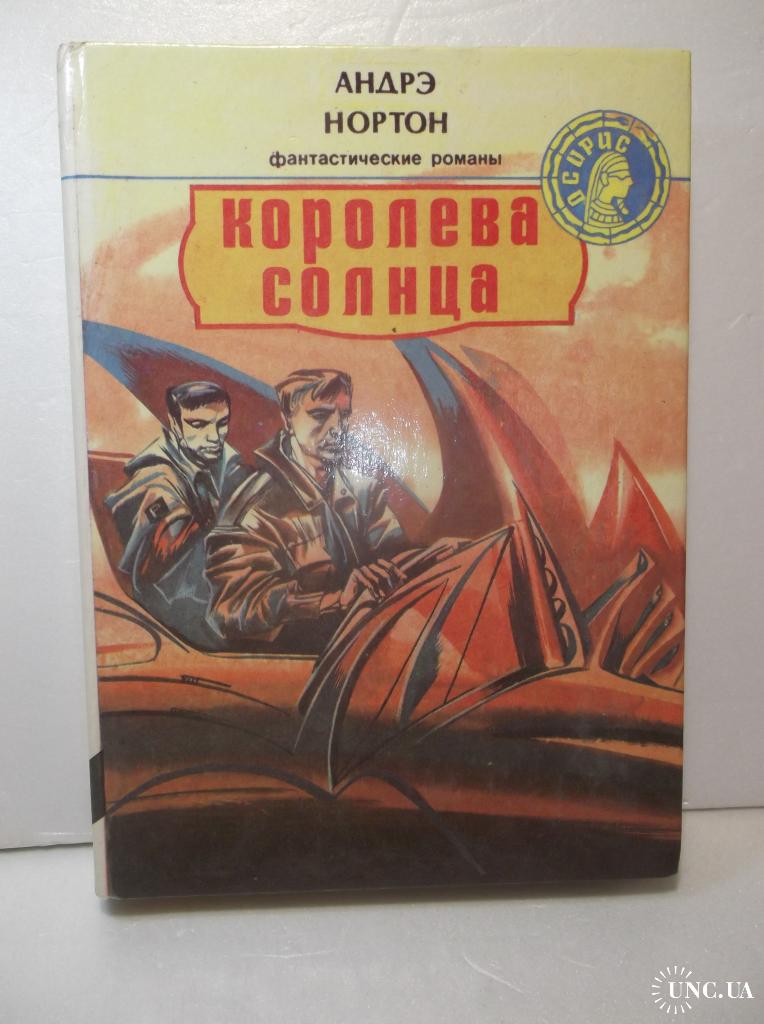 АНДРЭ
НОРТОН
фантастические романы
ОСИРИС
королева
солнца
UNC.UA